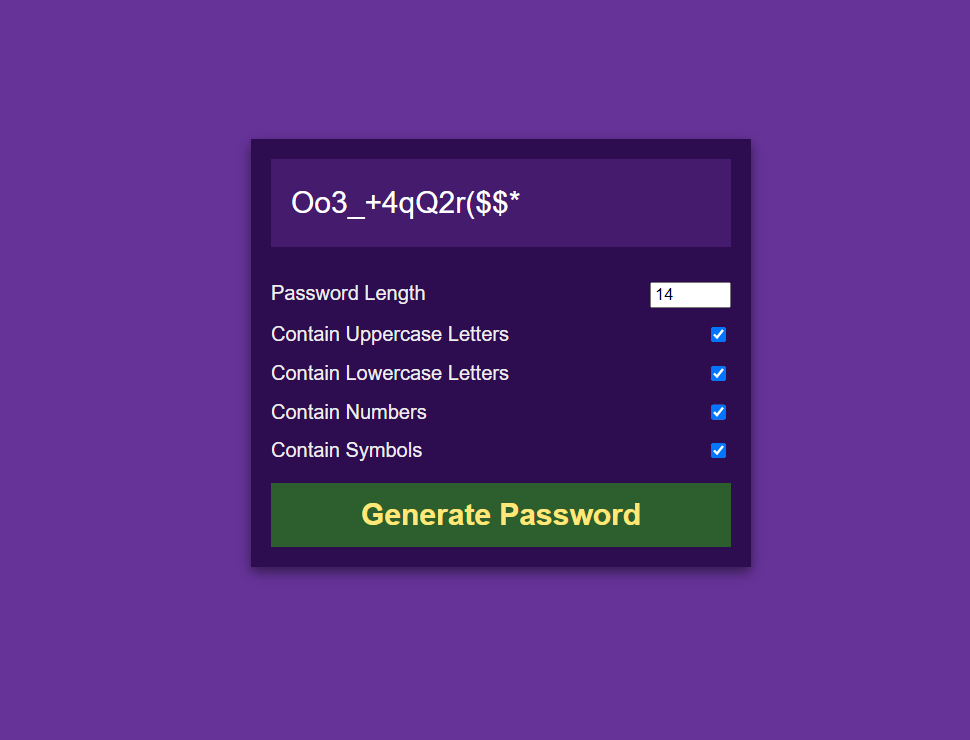 Oo3_+4qQ2r($$*
Password Length 14
Contain Uppercase Letters
Contain Lowercase Letters
Contain Numbers
Contain Symbols
Generate Password